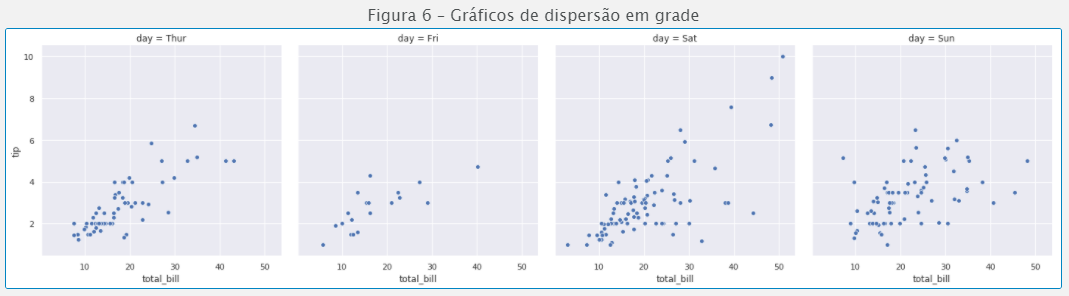 Figura 6 – Gráficos de dispersão em grade
day = Thur day = Fri day = Sat day = Sun
10
8
6
4
2
tip
10 20 30 40 50 10 20 30 40 50 10 20 30 40 50 10 20 30 40 50
total_bill total_bill total_bill total_bill